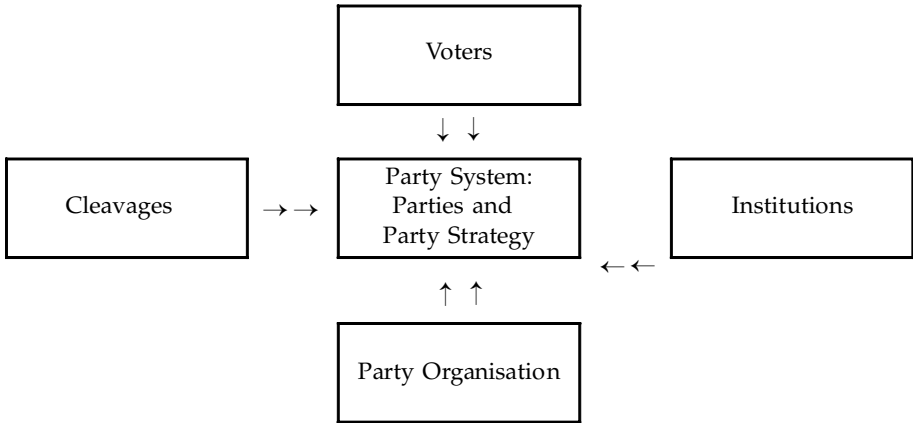 Voters
↓ ↓
Cleavages
→→
Party System:
Parties and
Party Strategy
Institutions
←←
↑ ↑
Party Organisation